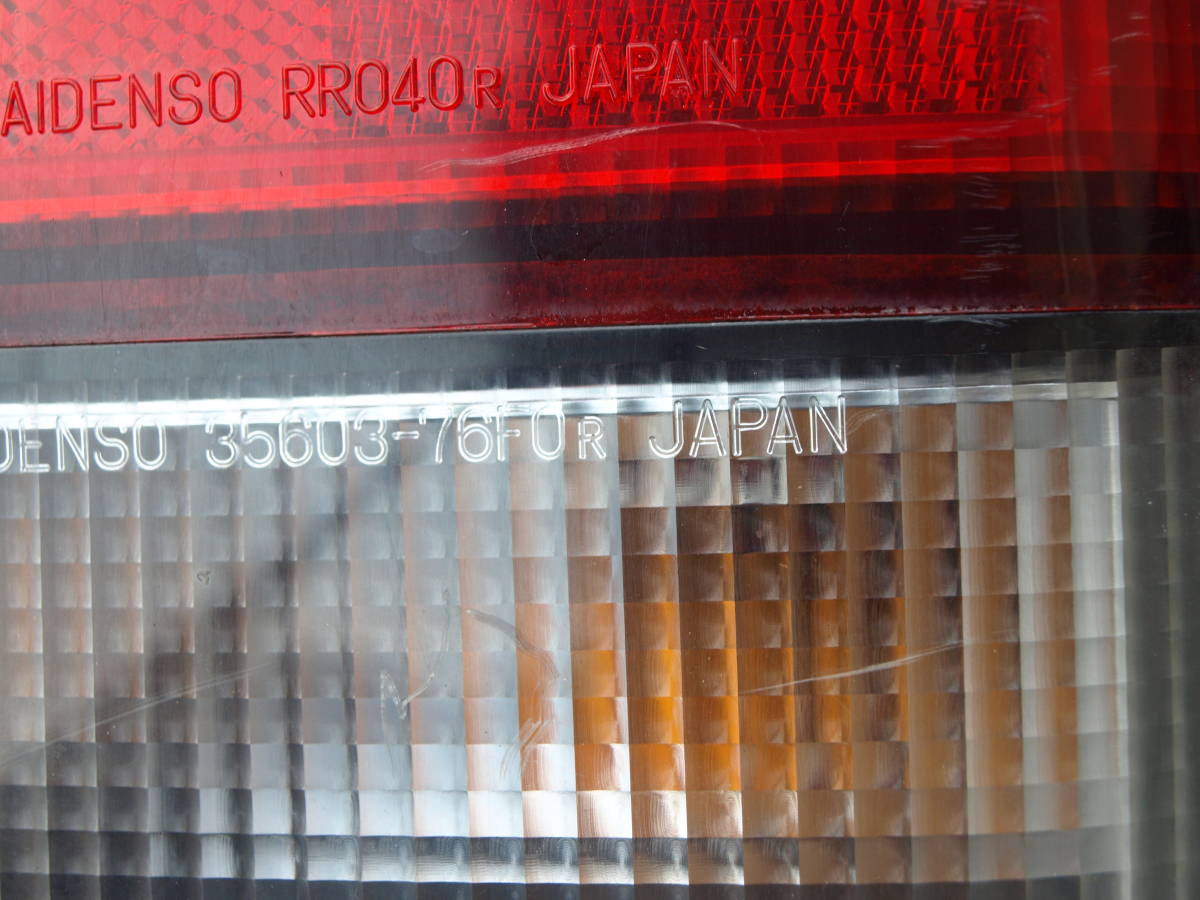 AIDENSO RR040R JAPAN
DENSO 35603-76F0R JAPAN